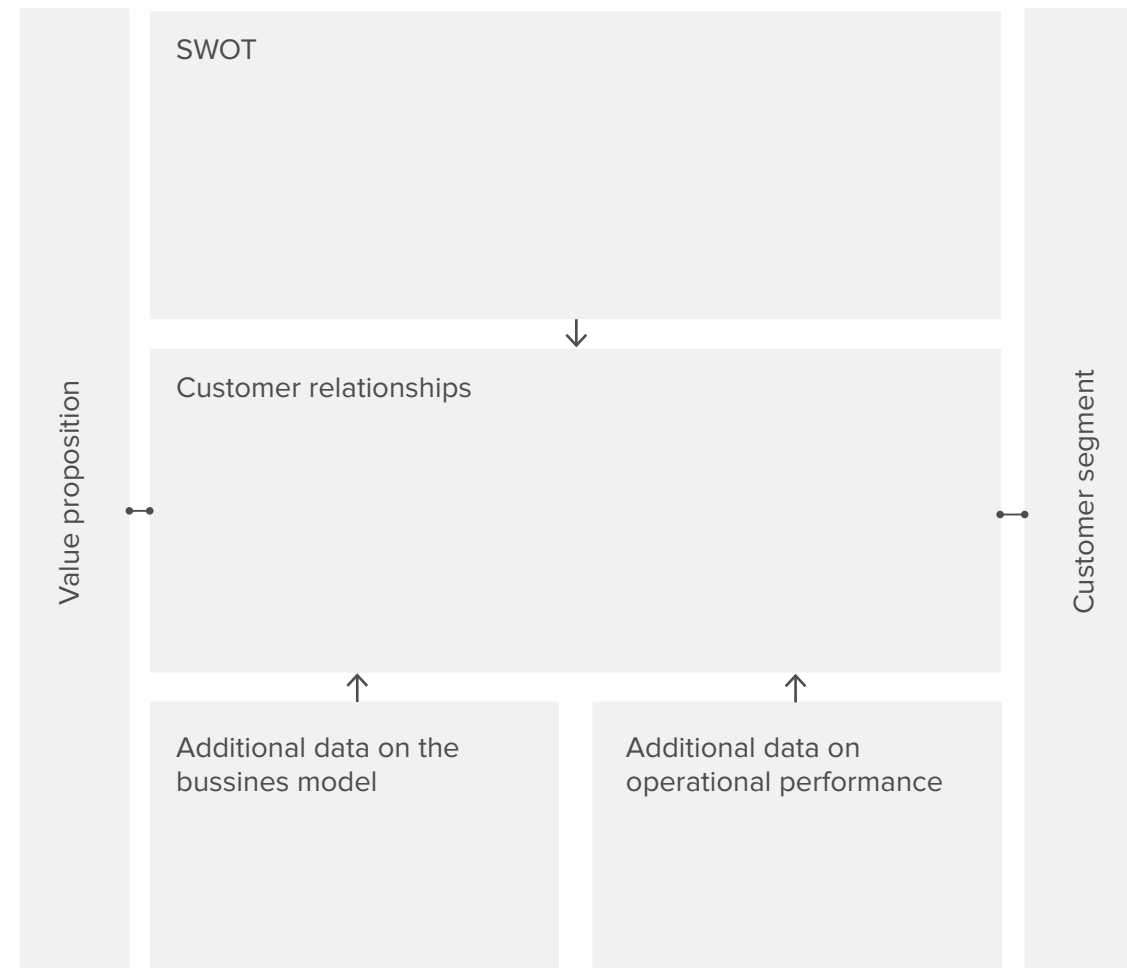 SWOT
Customer relationships
Value proposition
Customer segment
Additional data on the
bussines model
Additional data on
operational performance